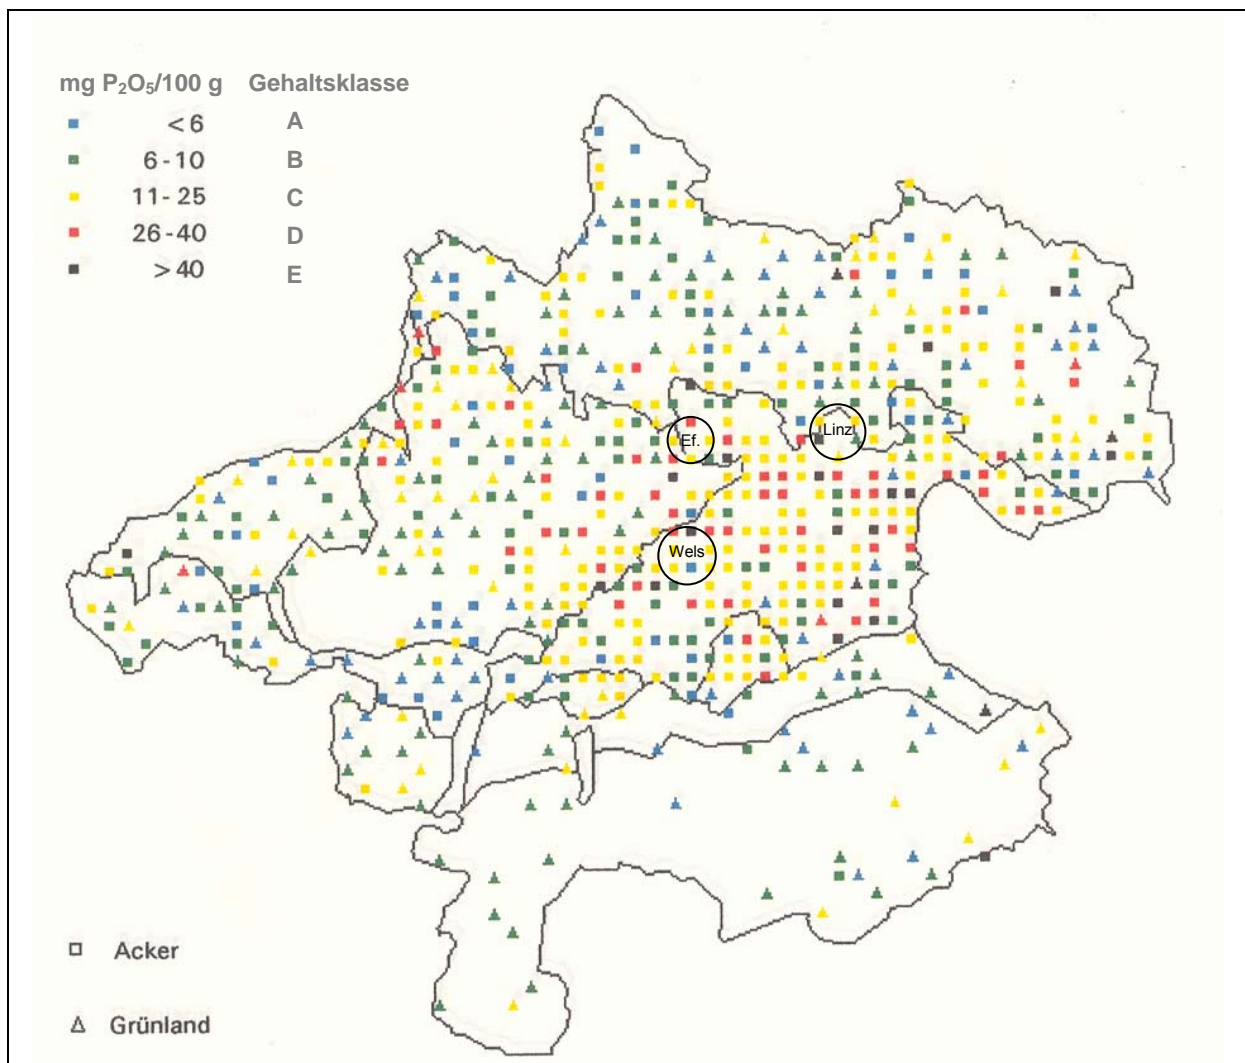 mg P₂O₅/100 g Gehaltsklasse
< 6 A
6 - 10 B
11 - 25 C
26 - 40 D
> 40 E
Ef.
Linz
Wels
Acker
Grünland